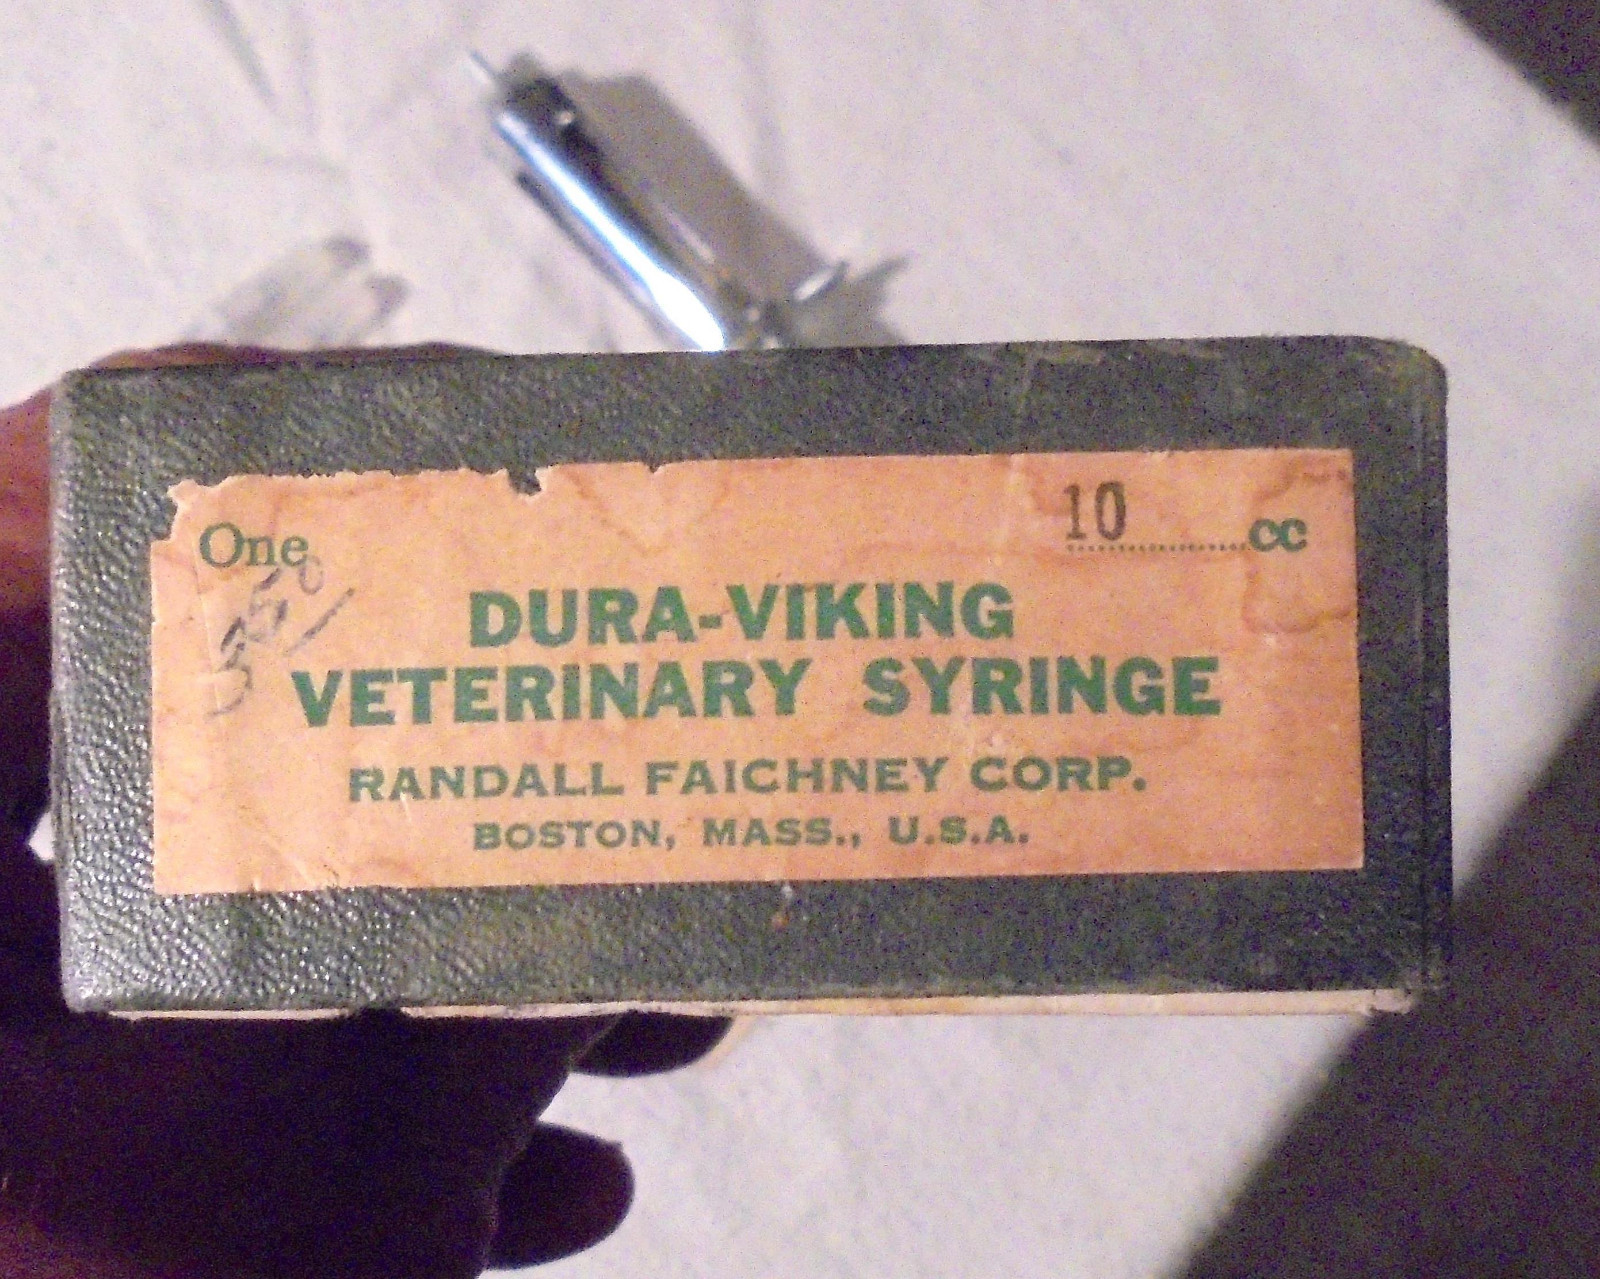 One 10 cc
DURA-VIKING
VETERINARY SYRINGE
RANDALL FAICHNEY CORP.
BOSTON, MASS., U.S.A.